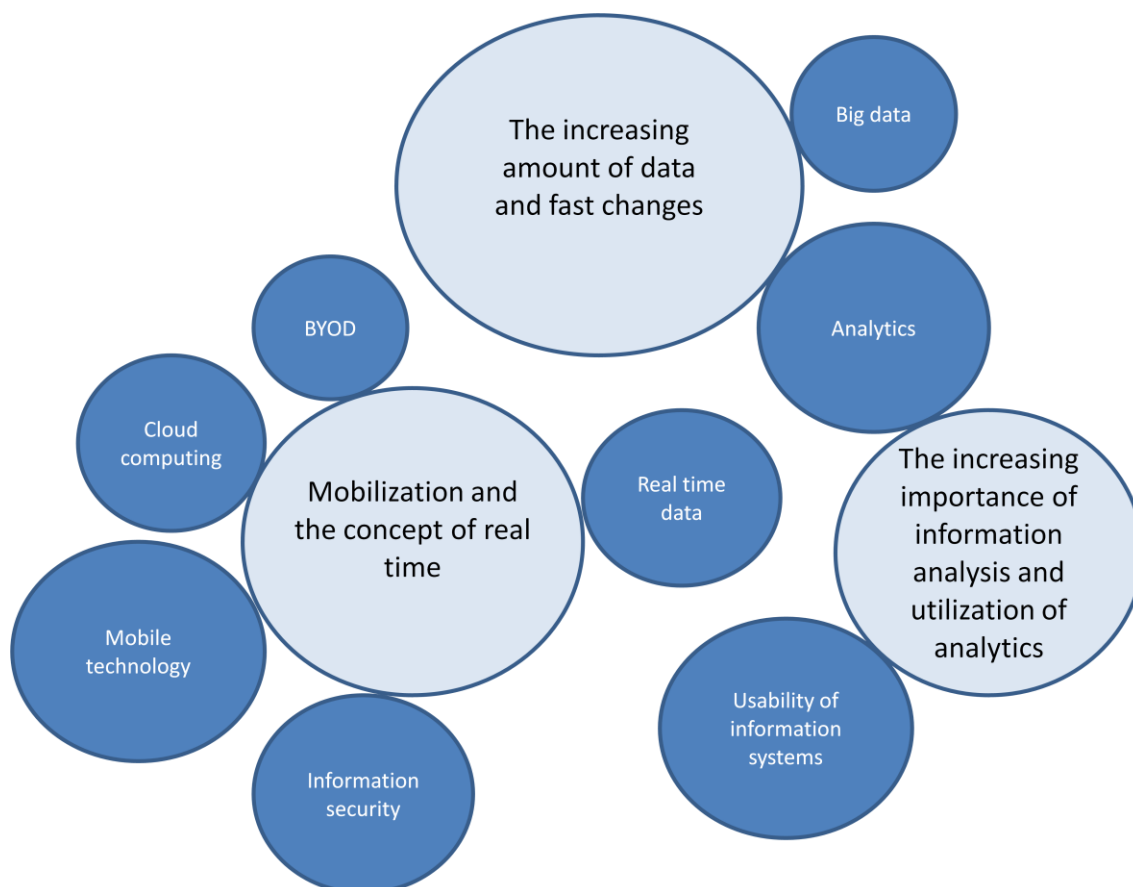 The increasing
amount of data
and fast changes
Big data
BYOD
Analytics
Cloud
computing
Mobilization and
the concept of real
time
Real time
data
The increasing
importance of
information
analysis and
utilization of
analytics
Mobile
technology
Usability of
information
systems
Information
security